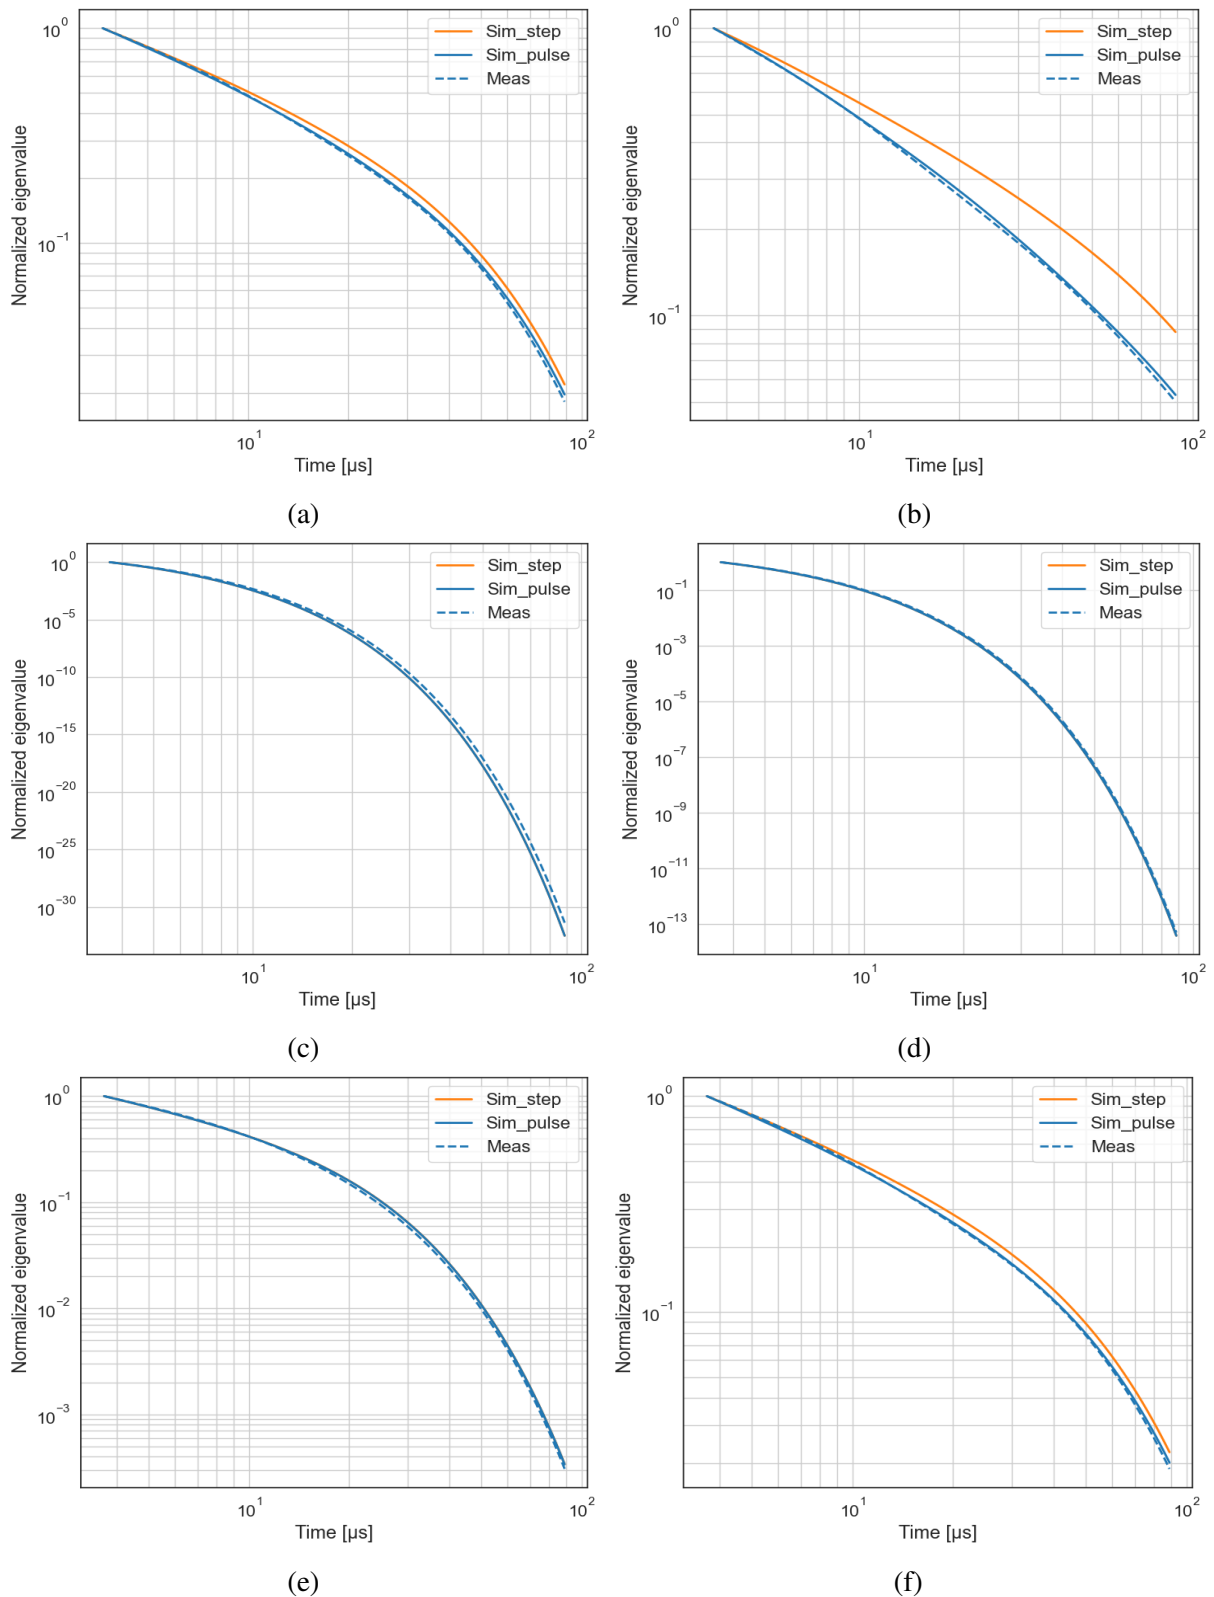 10^0
10^-1
Normalized eigenvalue
10^1
10^2
Time [µs]
Sim_step
Sim_pulse
Meas
(a)
10^0
10^-1
Normalized eigenvalue
10^1
10^2
Time [µs]
Sim_step
Sim_pulse
Meas
(b)
10^0
10^-5
10^-10
10^-15
10^-20
10^-25
10^-30
Normalized eigenvalue
10^1
10^2
Time [µs]
Sim_step
Sim_pulse
Meas
(c)
10^-1
10^-3
10^-5
10^-7
10^-9
10^-11
10^-13
Normalized eigenvalue
10^1
10^2
Time [µs]
Sim_step
Sim_pulse
Meas
(d)
10^0
10^-1
10^-2
10^-3
Normalized eigenvalue
10^1
10^2
Time [µs]
Sim_step
Sim_pulse
Meas
(e)
10^0
10^-1
Normalized eigenvalue
10^1
10^2
Time [µs]
Sim_step
Sim_pulse
Meas
(f)